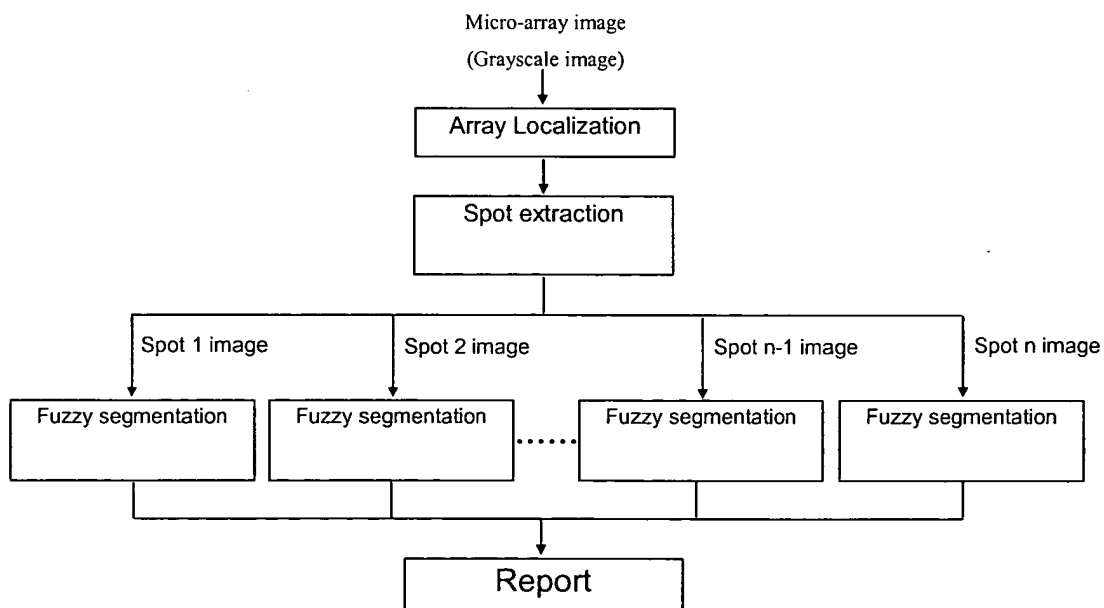 Micro-array image
(Grayscale image)
Array Localization
Spot extraction
Spot 1 image
Spot 2 image
Spot n-1 image
Spot n image
Fuzzy segmentation
Fuzzy segmentation
Fuzzy segmentation
Fuzzy segmentation
Report